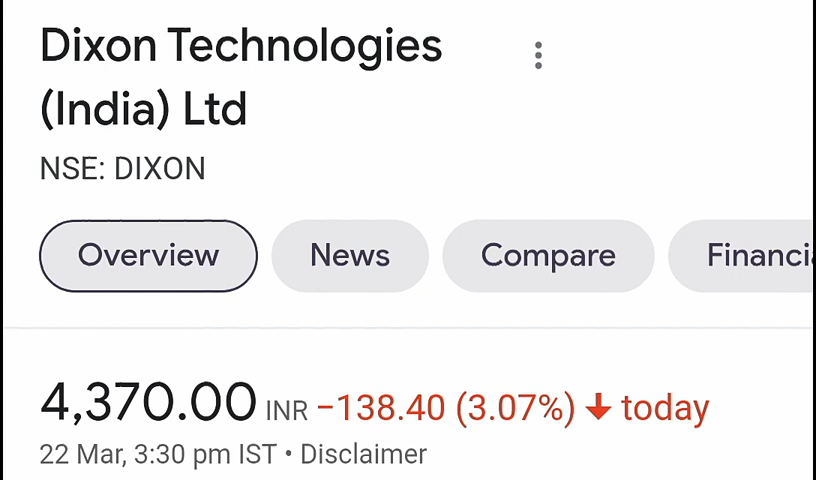 Dixon Technologies
(India) Ltd
NSE: DIXON
Overview News Compare Financi
4,370.00 INR −138.40 (3.07%) ↓ today
22 Mar, 3:30 pm IST • Disclaimer